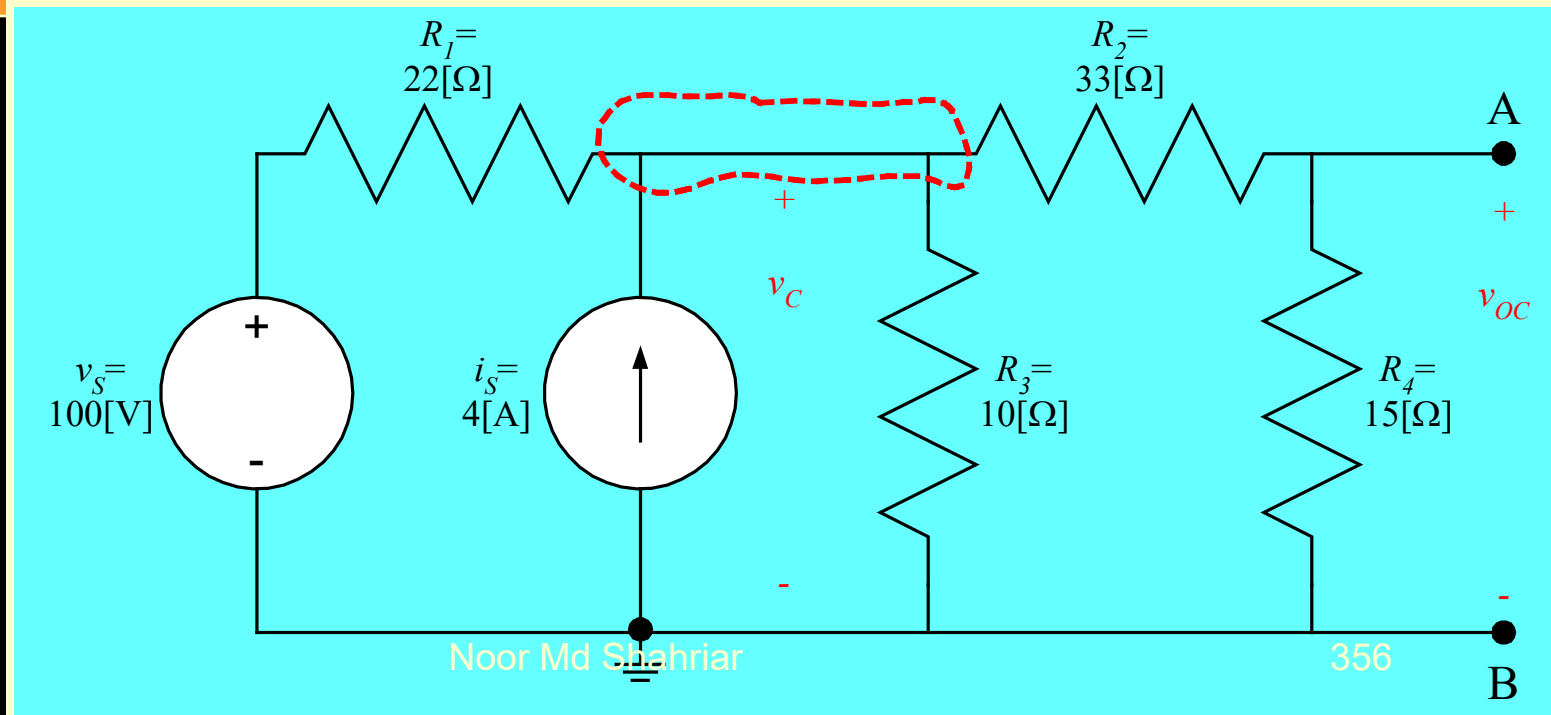 R1=
22[Ω]
R2=
33[Ω]
A
+
+
vC
vOC
+
vS=
100[V]
iS=
4[A]
R3=
10[Ω]
R4=
15[Ω]
-
-
-
Noor Md Shahriar
356
B